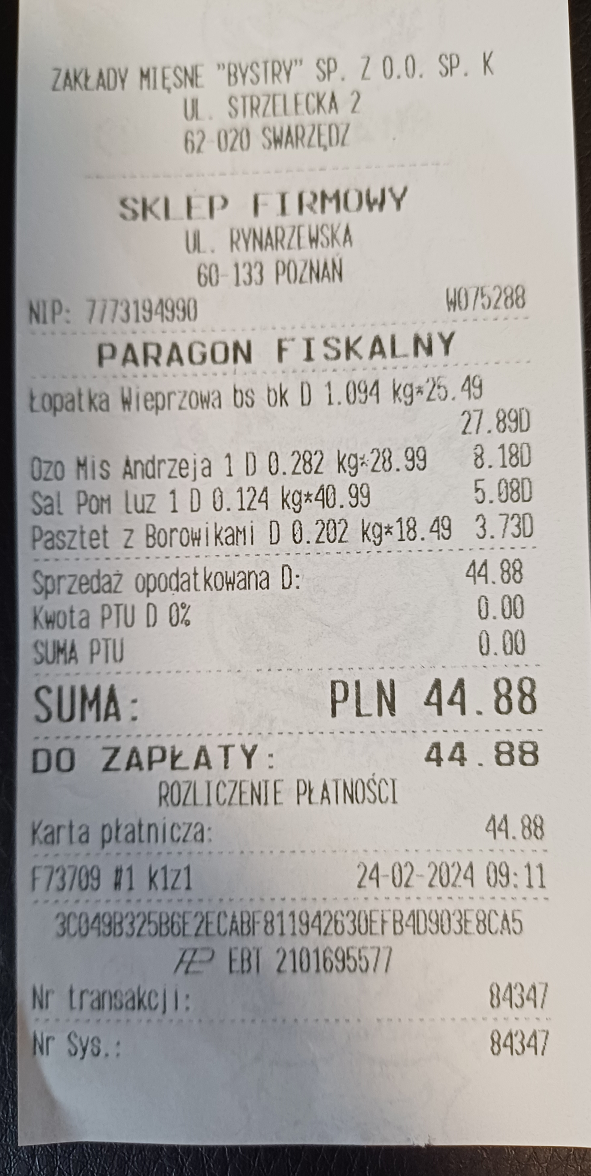 ZAKŁADY MIĘSNE "BYSTRY" SP. Z O.O. SP. K
UL. STRZELECKA 2
62-020 SWARZĘDZ
SKLEP FIRMOWY
UL. RYNARZEWSKA
60-133 POZNAŃ
NIP: 7773194990 W075288
PARAGON FISKALNY
Łopatka Wieprzowa bs bk D 1.094 kg*25.49
27.89D
Ozo Mis Andrzeja 1 D 0.282 kg*28.99 8.18D
Sal Pom luz 1 D 0.124 kg*40.99 5.08D
Pasztet z Borowikami D 0.202 kg*18.49 3.73D
Sprzedaż opodatkowana D: 44.88
Kwota PTU D 0% 0.00
SUMA PTU 0.00
SUMA: PLN 44.88
DO ZAPŁATY: 44.88
ROZLICZENIE PŁATNOŚCI
Karta płatnicza: 44.88
F73709 #1 k1z1 24-02-2024 09:11
3C049B325B6E2ECABF811942630EFB4D903E8CA5
EBT 2101695577
Nr transakcji: 84347
Nr Sys.: 84347